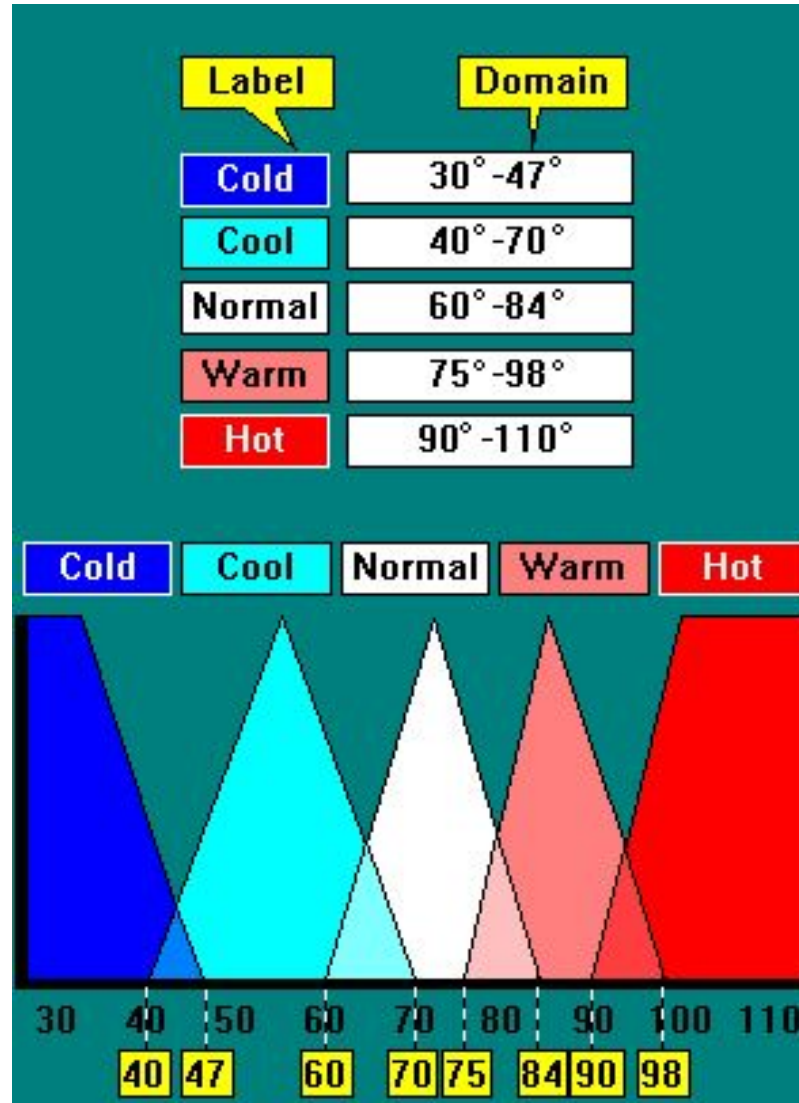 Label Domain
Cold 30°-47°
Cool 40°-70°
Normal 60°-84°
Warm 75°-98°
Hot 90°-110°
Cold Cool Normal Warm Hot
30 40 50 60 70 80 90 100 110
40 47 60 70 75 84 90 98